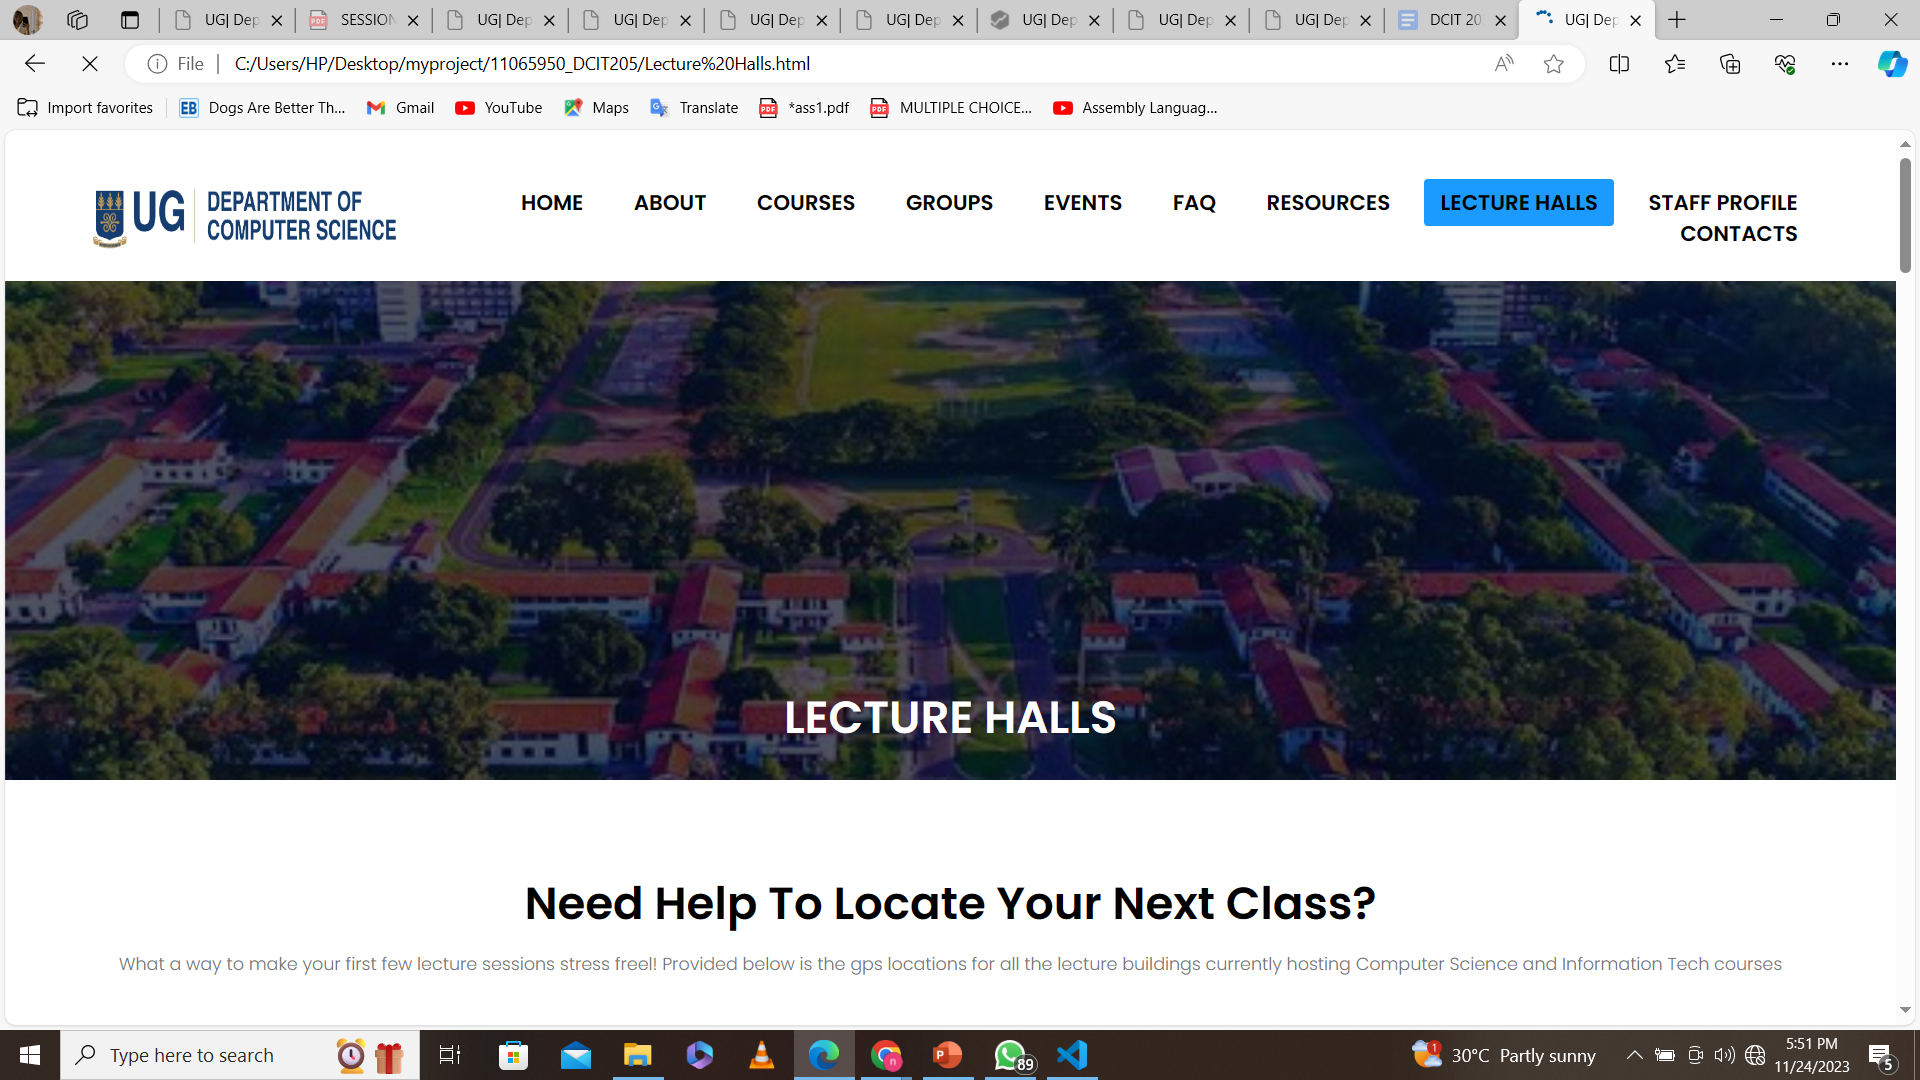 UG| Dep
SESSION
UG| Dep
UG| Dep
UG| Dep
UG| Dep
UG| Dep
UG| Dep
UG| Dep
DCIT 20
UG| Dep
File
C:/Users/HP/Desktop/myproject/11065950_DCIT205/Lecture%20Halls.html
Import favorites
EB
Dogs Are Better Th...
Gmail
YouTube
Maps
Translate
PDF
*ass1.pdf
PDF
MULTIPLE CHOICE...
Assembly Languag...
UG
DEPARTMENT OF
COMPUTER SCIENCE
HOME
ABOUT
COURSES
GROUPS
EVENTS
FAQ
RESOURCES
LECTURE HALLS
STAFF PROFILE
CONTACTS
LECTURE HALLS
Need Help To Locate Your Next Class?
What a way to make your first few lecture sessions stress freel! Provided below is the gps locations for all the lecture buildings currently hosting Computer Science and Information Tech courses
Type here to search
89
1
30°C Partly sunny
5:51 PM
11/24/2023
5